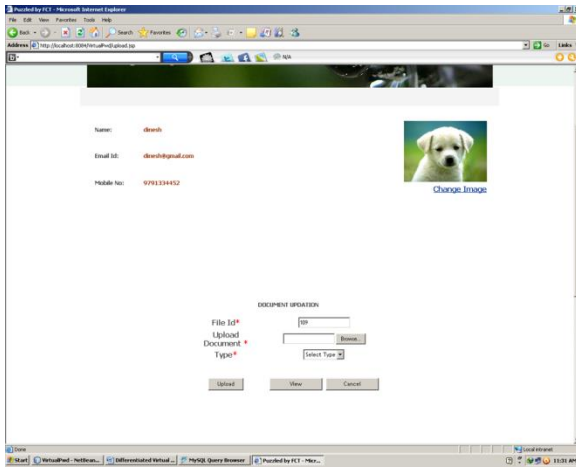 Puzzled by FCT - Microsoft Internet Explorer
File Edit View Favorites Tools Help
Back Search Favorites
Address http://localhost:8084/VirtualPwd/upload.jsp Go Links
N/A
Name: dinesh
Email Id: dinesh@gmail.com
Mobile No: 9791334452
Change Image
DOCUMENT UPDATION
File Id* 109
Upload
Document * Browse...
Type* Select Type
Upload View Cancel
Done Local intranet
Start VirtualPwd - NetBean... Differentiated Virtual ... MySQL Query Browser Puzzled by FCT - Micr... 11:31 AM